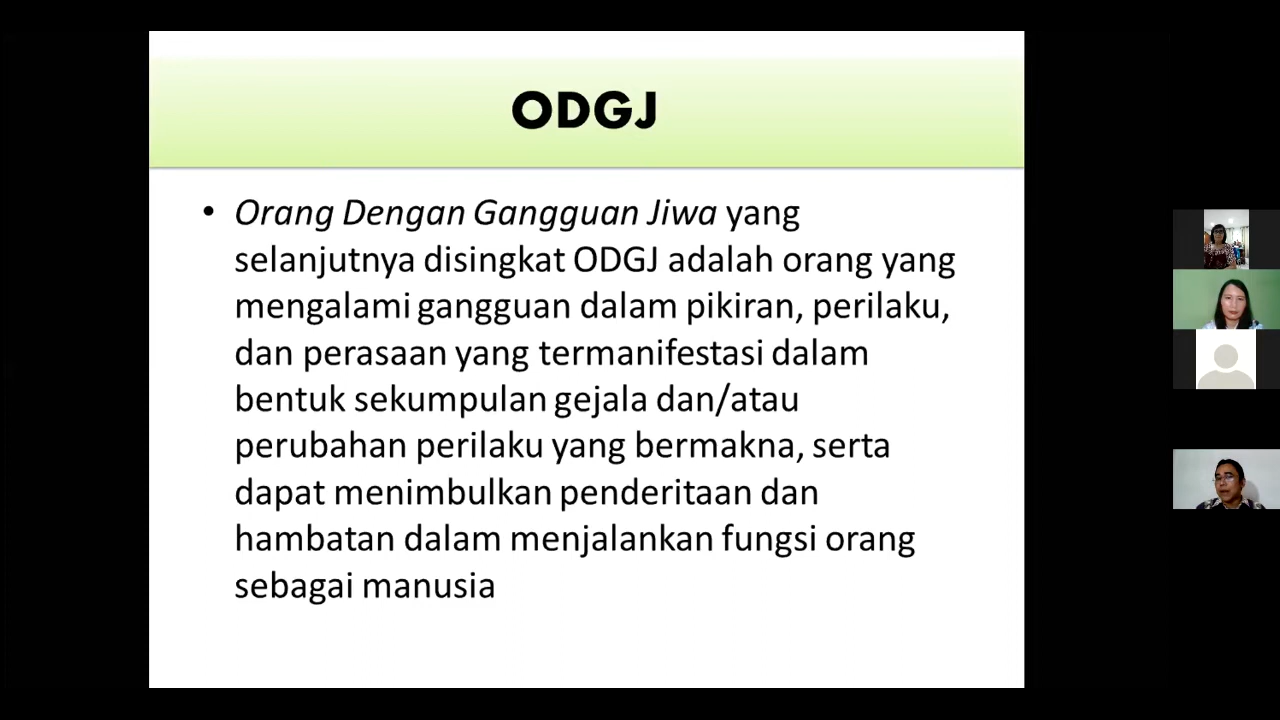 ODGJ
• Orang Dengan Gangguan Jiwa yang
selanjutnya disingkat ODGJ adalah orang yang
mengalami gangguan dalam pikiran, perilaku,
dan perasaan yang termanifestasi dalam
bentuk sekumpulan gejala dan/atau
perubahan perilaku yang bermakna, serta
dapat menimbulkan penderitaan dan
hambatan dalam menjalankan fungsi orang
sebagai manusia